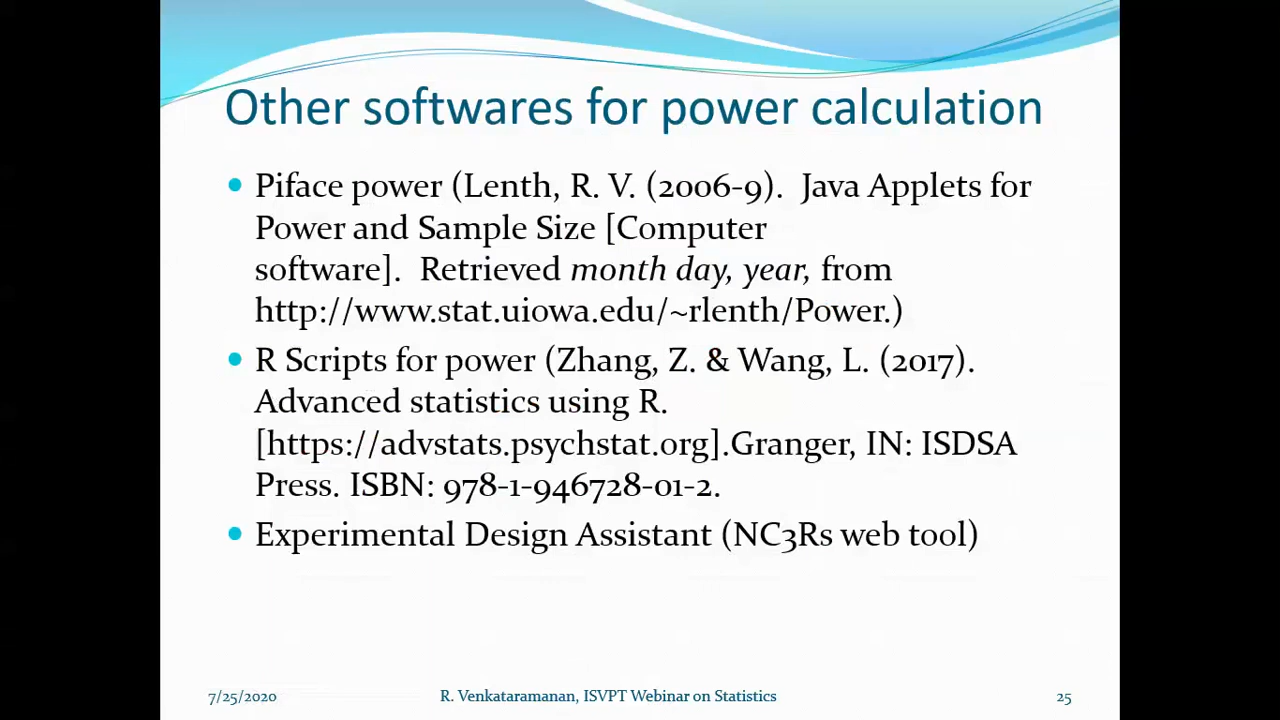 Other softwares for power calculation
• Piface power (Lenth, R. V. (2006-9).  Java Applets for
Power and Sample Size [Computer
software].  Retrieved month day, year, from
http://www.stat.uiowa.edu/~rlenth/Power.)
• R Scripts for power (Zhang, Z. & Wang, L. (2017).
Advanced statistics using R.
[https://advstats.psychstat.org].Granger, IN: ISDSA
Press. ISBN: 978-1-946728-01-2.
• Experimental Design Assistant (NC3Rs web tool)
7/25/2020
R. Venkataramanan, ISVPT Webinar on Statistics
25